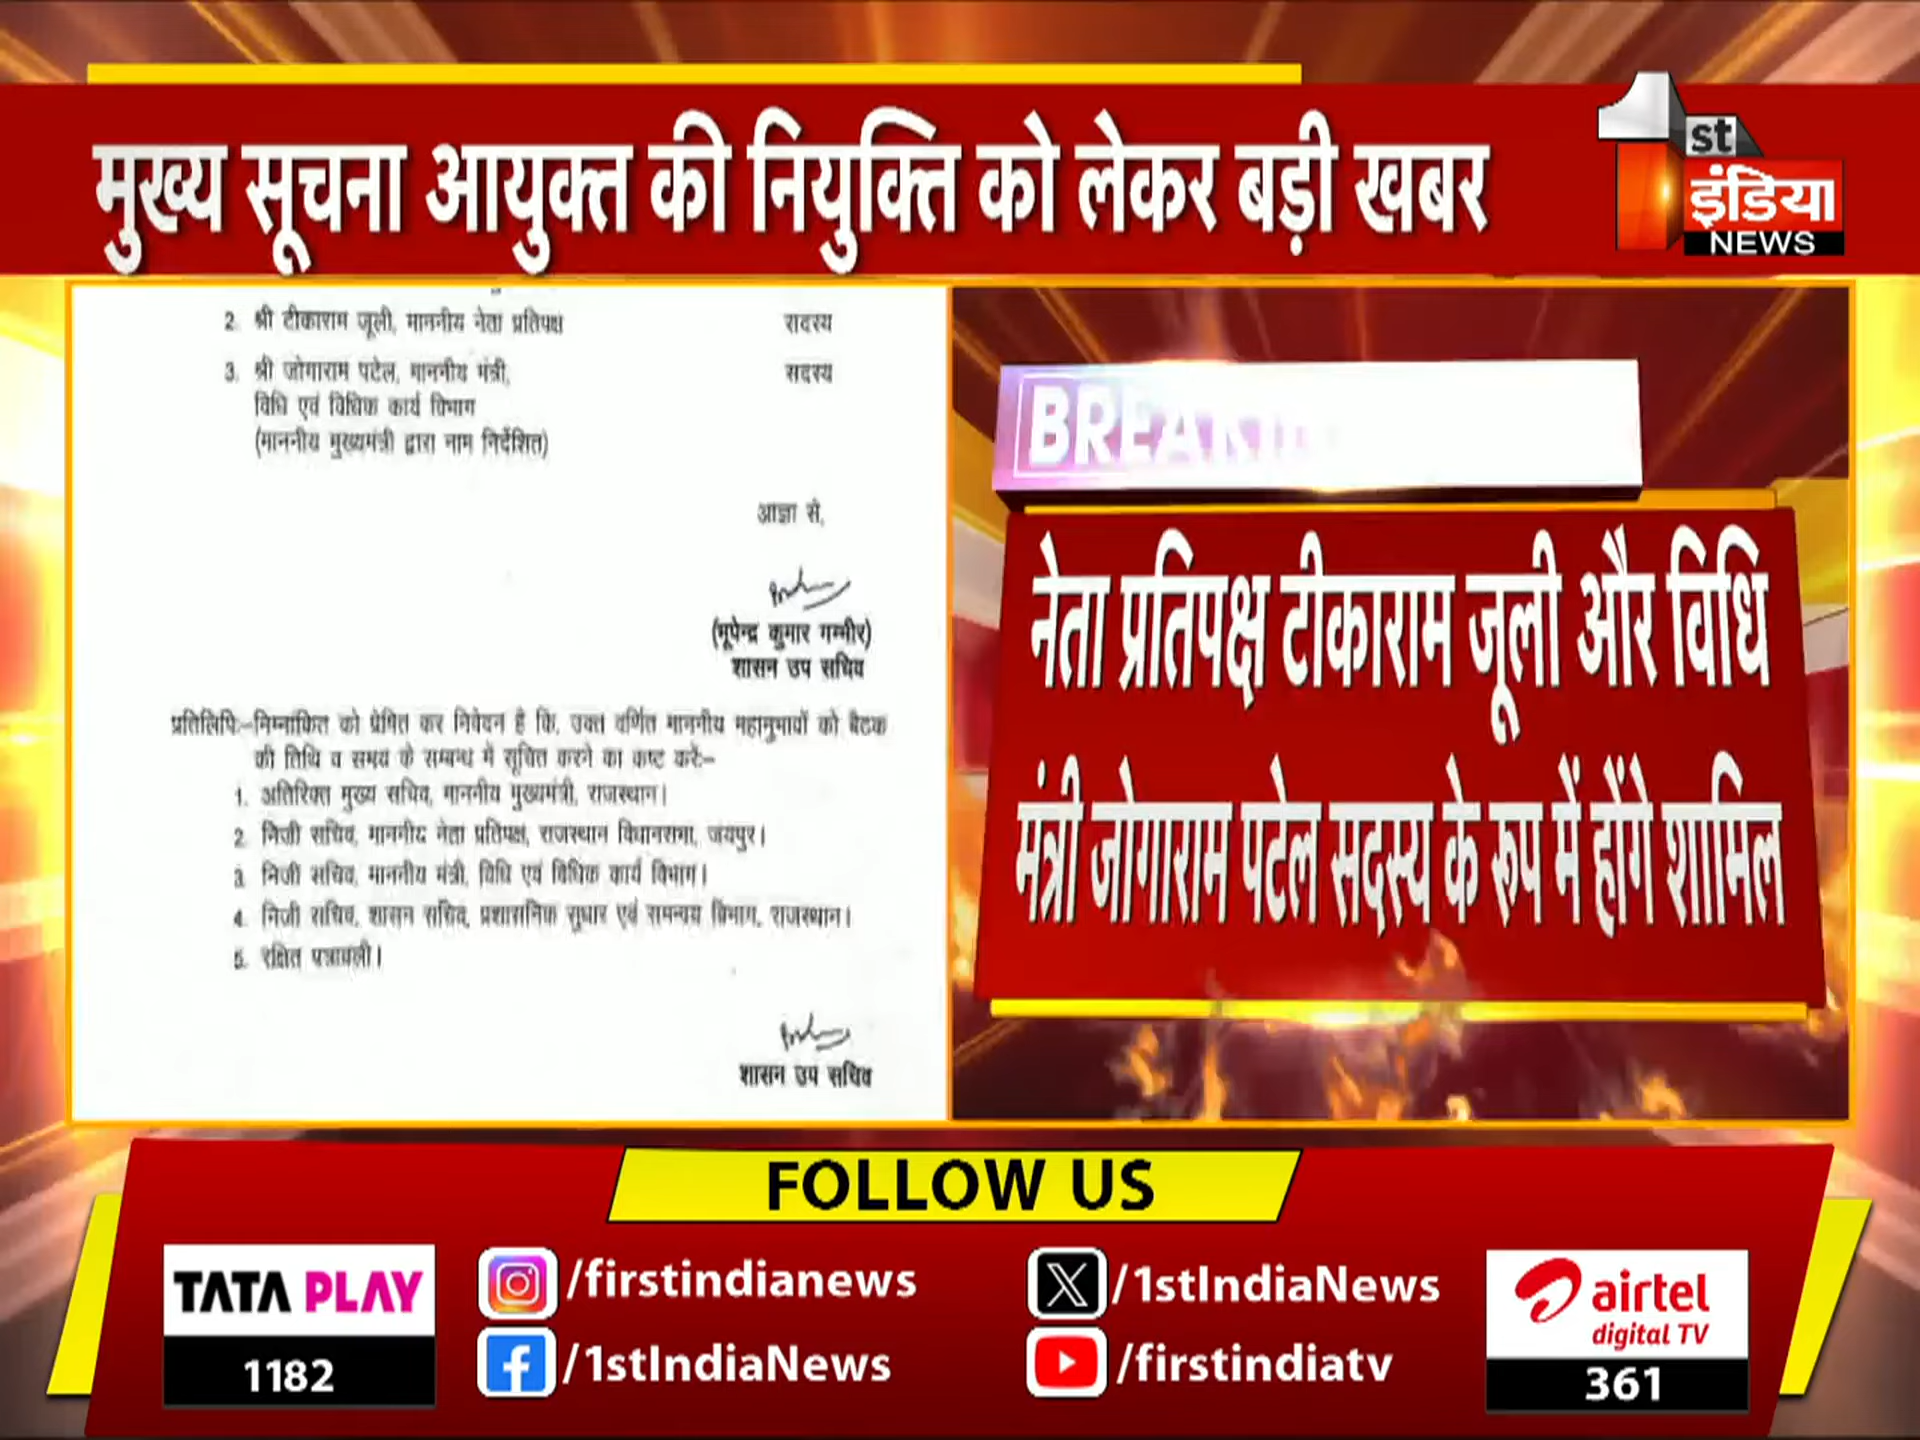 मुख्य सूचना आयुक्त की नियुक्ति को लेकर बड़ी खबर
1st
इंडिया
NEWS
2. श्री टीकाराम जूली, माननीय नेता प्रतिपक्ष सदस्य
3. श्री जोगाराम पटेल, माननीय मंत्री, सदस्य
विधि एवं विधिक कार्य विभाग
(माननीय मुख्यमंत्री द्वारा नाम निर्देशित)
आज्ञा से,
(भूपेन्द्र कुमार गम्भीर)
शासन उप सचिव
प्रतिलिपिः-निम्नांकित को प्रेषित कर निवेदन है कि, उक्त वर्णित माननीय महानुभावों को बैठक
की तिथि व समय के सम्बन्ध में सूचित करने का कष्ट करेंः-
1. अतिरिक्त मुख्य सचिव, माननीय मुख्यमंत्री, राजस्थान।
2. निजी सचिव, माननीय नेता प्रतिपक्ष, राजस्थान विधानसभा, जयपुर।
3. निजी सचिव, माननीय मंत्री, विधि एवं विधिक कार्य विभाग।
4. निजी सचिव, शासन सचिव, प्रशासनिक सुधार एवं समन्वय विभाग, राजस्थान।
5. रक्षित पत्रावली।
शासन उप सचिव
नेता प्रतिपक्ष टीकाराम जूली और विधि
मंत्री जोगाराम पटेल सदस्य के रूप में होंगे शामिल
FOLLOW US
TATA PLAY
1182
/firstindianews
/1stIndiaNews
/1stIndiaNews
/firstindiatv
airtel
digital TV
361